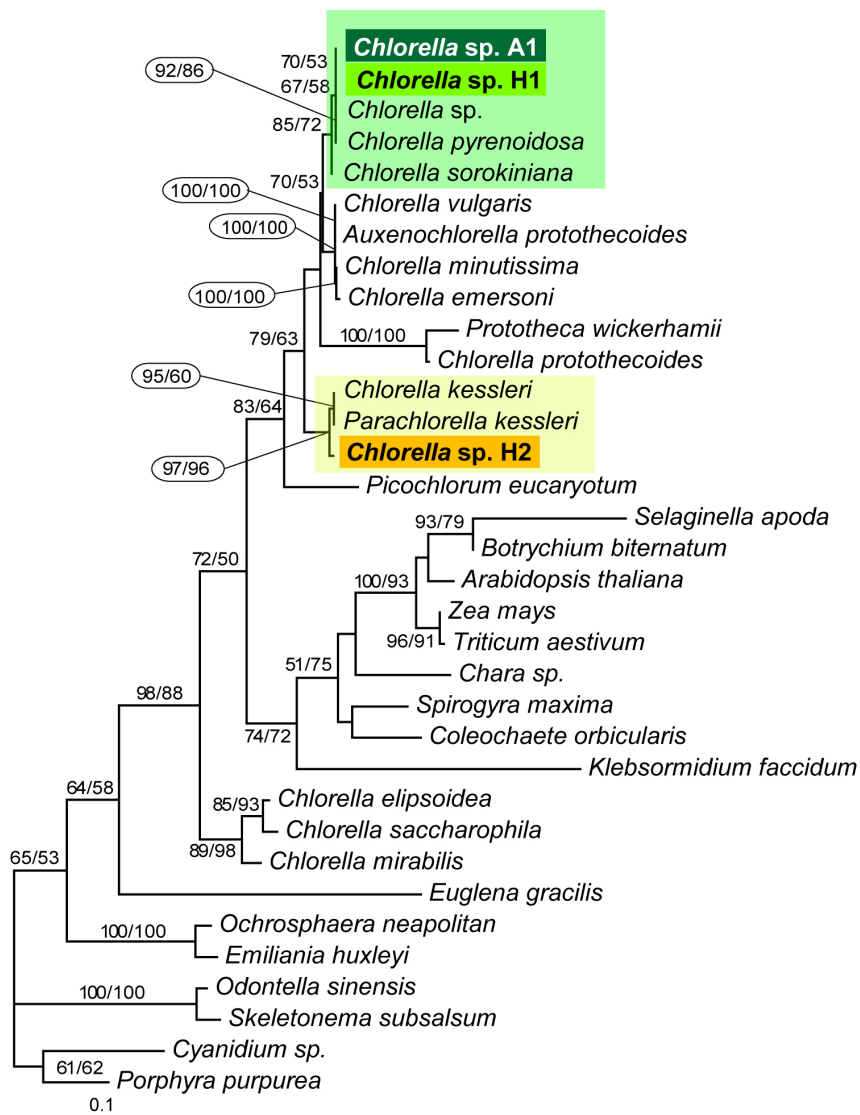 Chlorella sp. A1
70/53
92/86
Chlorella sp. H1
67/58
Chlorella sp.
85/72
Chlorella pyrenoidosa
Chlorella sorokiniana
70/53
100/100
Chlorella vulgaris
100/100
Auxenochlorella protothecoides
Chlorella minutissima
100/100
Chlorella emersoni
Prototheca wickerhamii
79/63
100/100
Chlorella protothecoides
95/60
Chlorella kessleri
83/64
Parachlorella kessleri
Chlorella sp. H2
97/96
Picochlorum eucaryotum
Selaginella apoda
93/79
Botrychium biternatum
72/50
100/93
Arabidopsis thaliana
Zea mays
96/91
Triticum aestivum
51/75
Chara sp.
98/88
Spirogyra maxima
74/72
Coleochaete orbicularis
Klebsormidium faccidum
64/58
85/93
Chlorella elipsoidea
Chlorella saccharophila
89/98
65/53
Chlorella mirabilis
Euglena gracilis
Ochrosphaera neapolitan
100/100
Emiliania huxleyi
Odontella sinensis
100/100
Skeletonema subsalsum
Cyanidium sp.
61/62
Porphyra purpurea
0.1